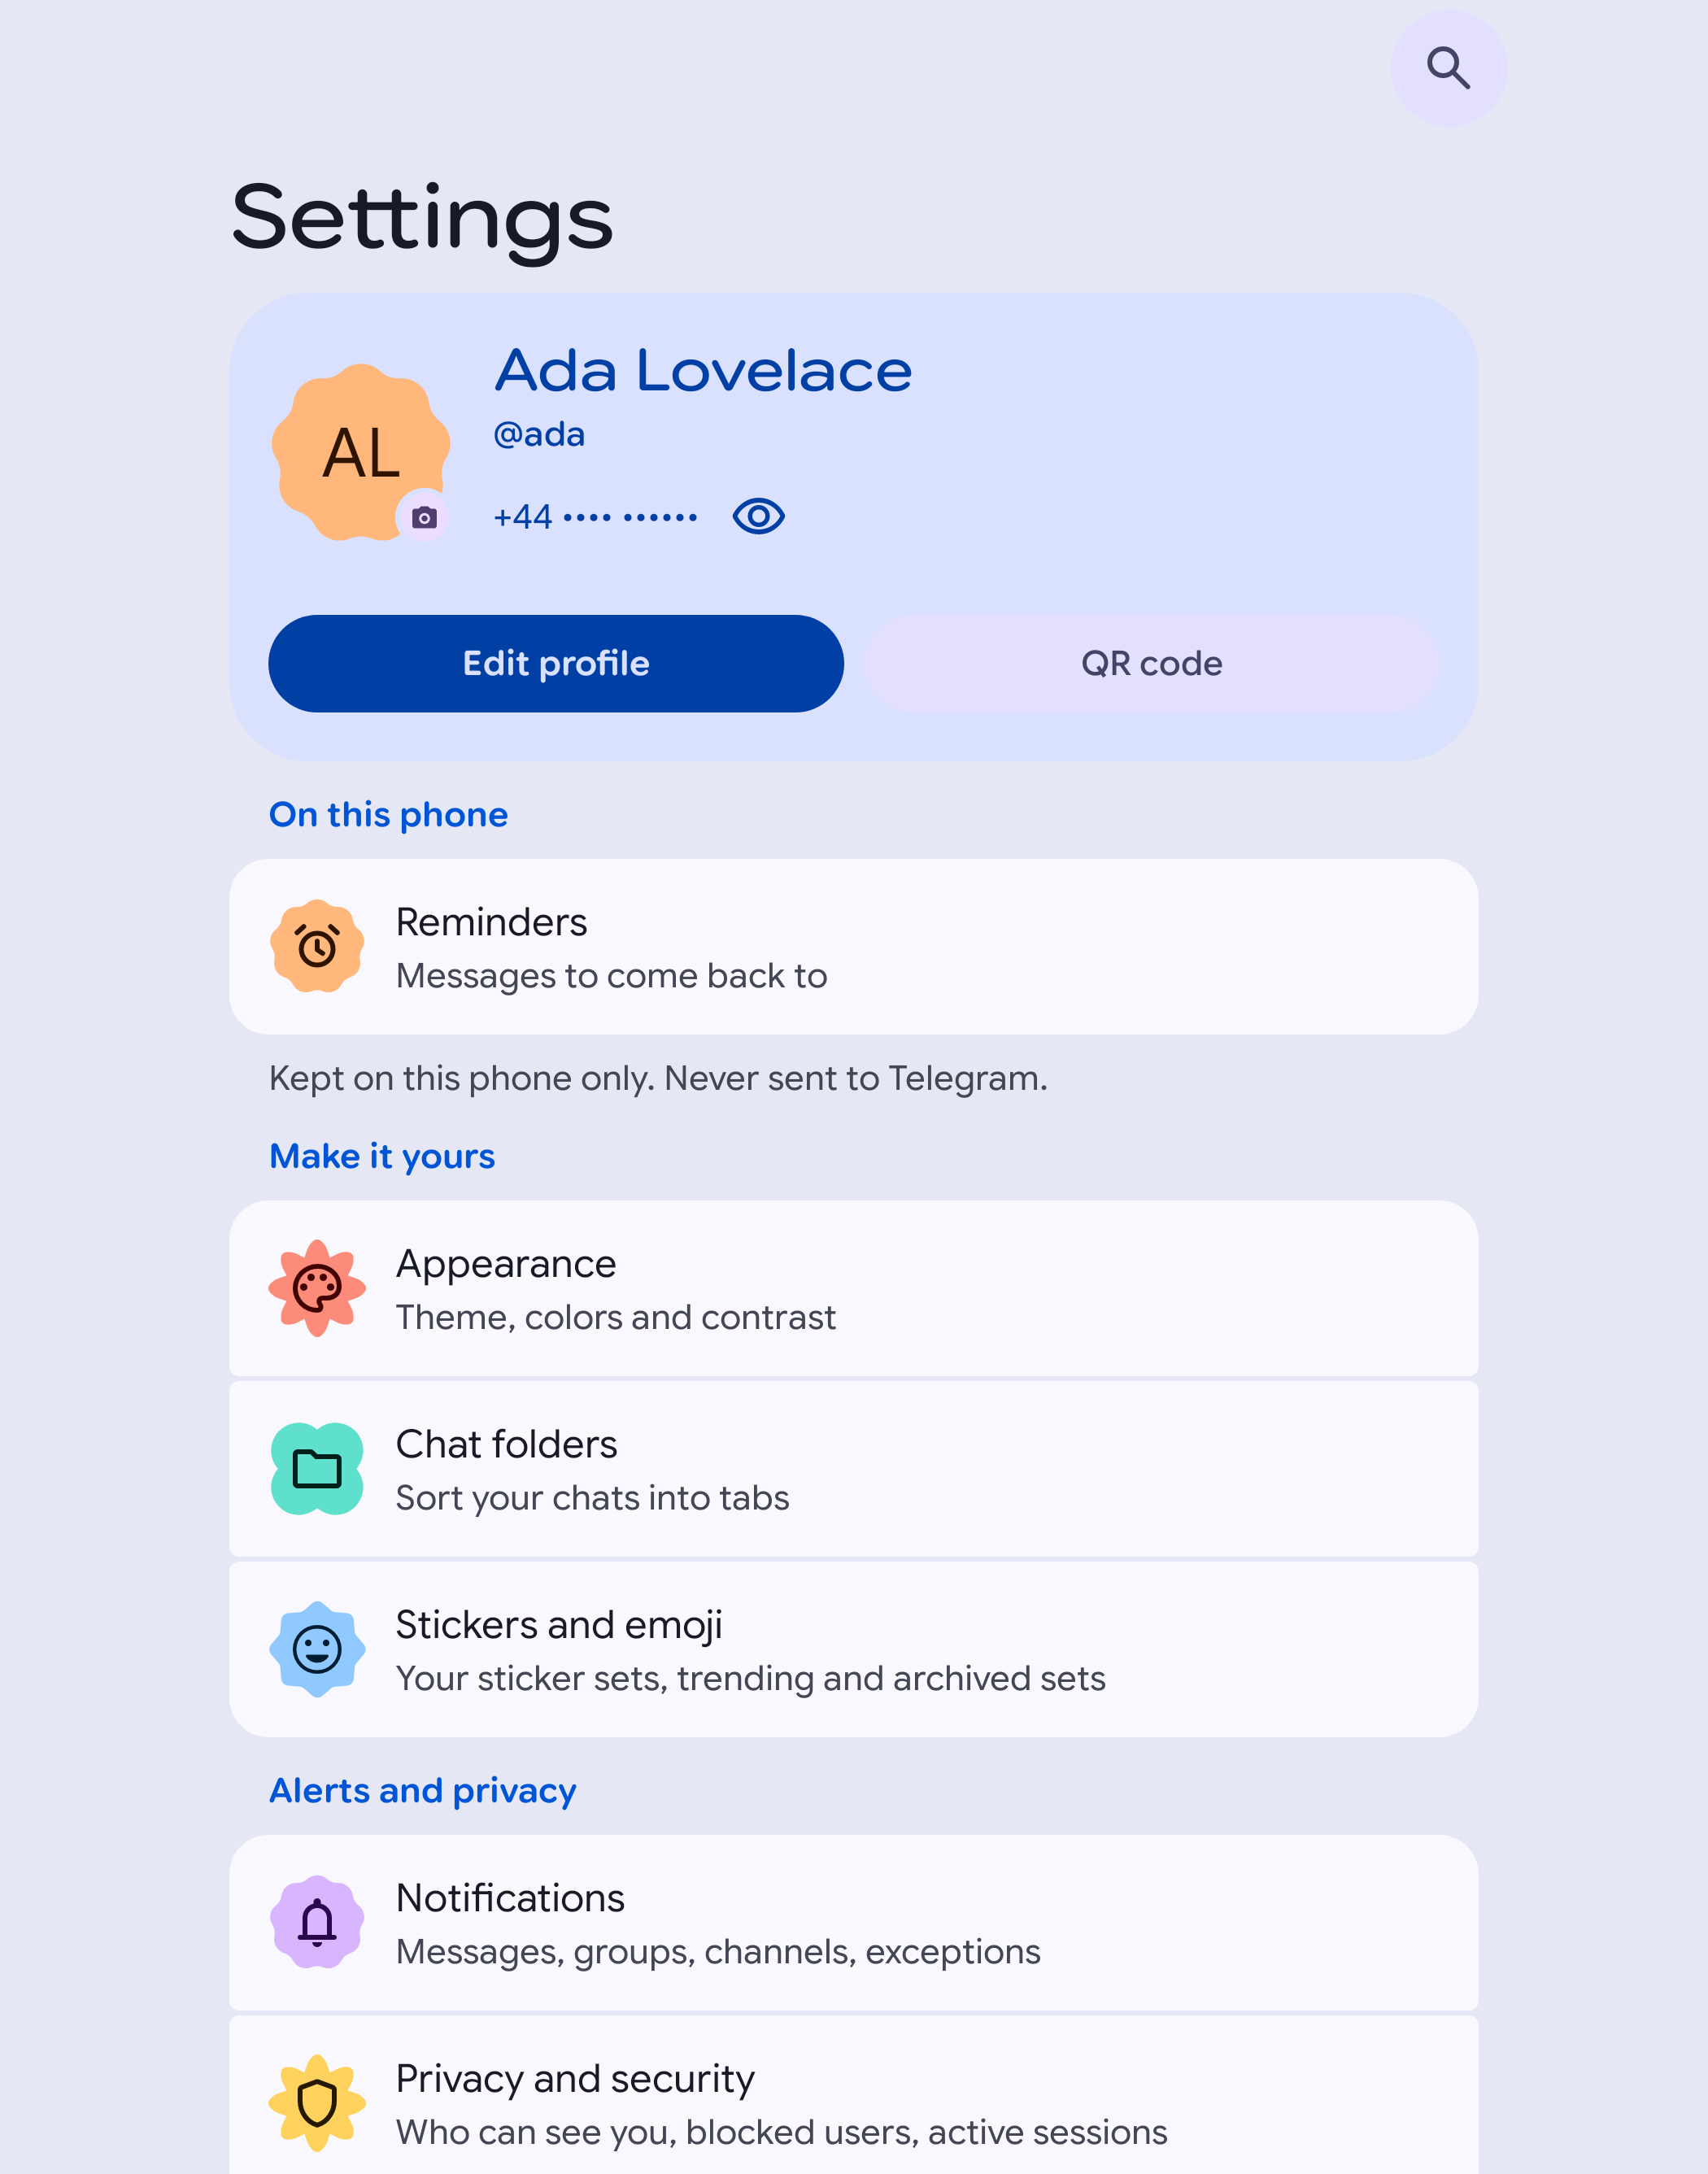 Settings
AL
Ada Lovelace
@ada
+44 •••• ••••••
Edit profile
QR code
On this phone
Reminders
Messages to come back to
Kept on this phone only. Never sent to Telegram.
Make it yours
Appearance
Theme, colors and contrast
Chat folders
Sort your chats into tabs
Stickers and emoji
Your sticker sets, trending and archived sets
Alerts and privacy
Notifications
Messages, groups, channels, exceptions
Privacy and security
Who can see you, blocked users, active sessions